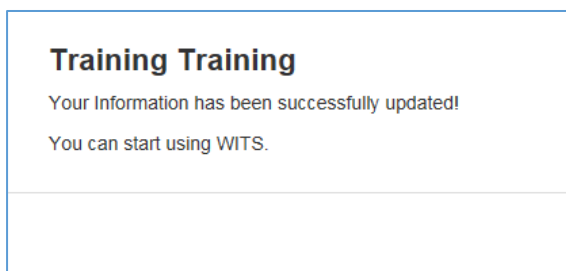 Training Training
Your Information has been successfully updated!
You can start using WITS.